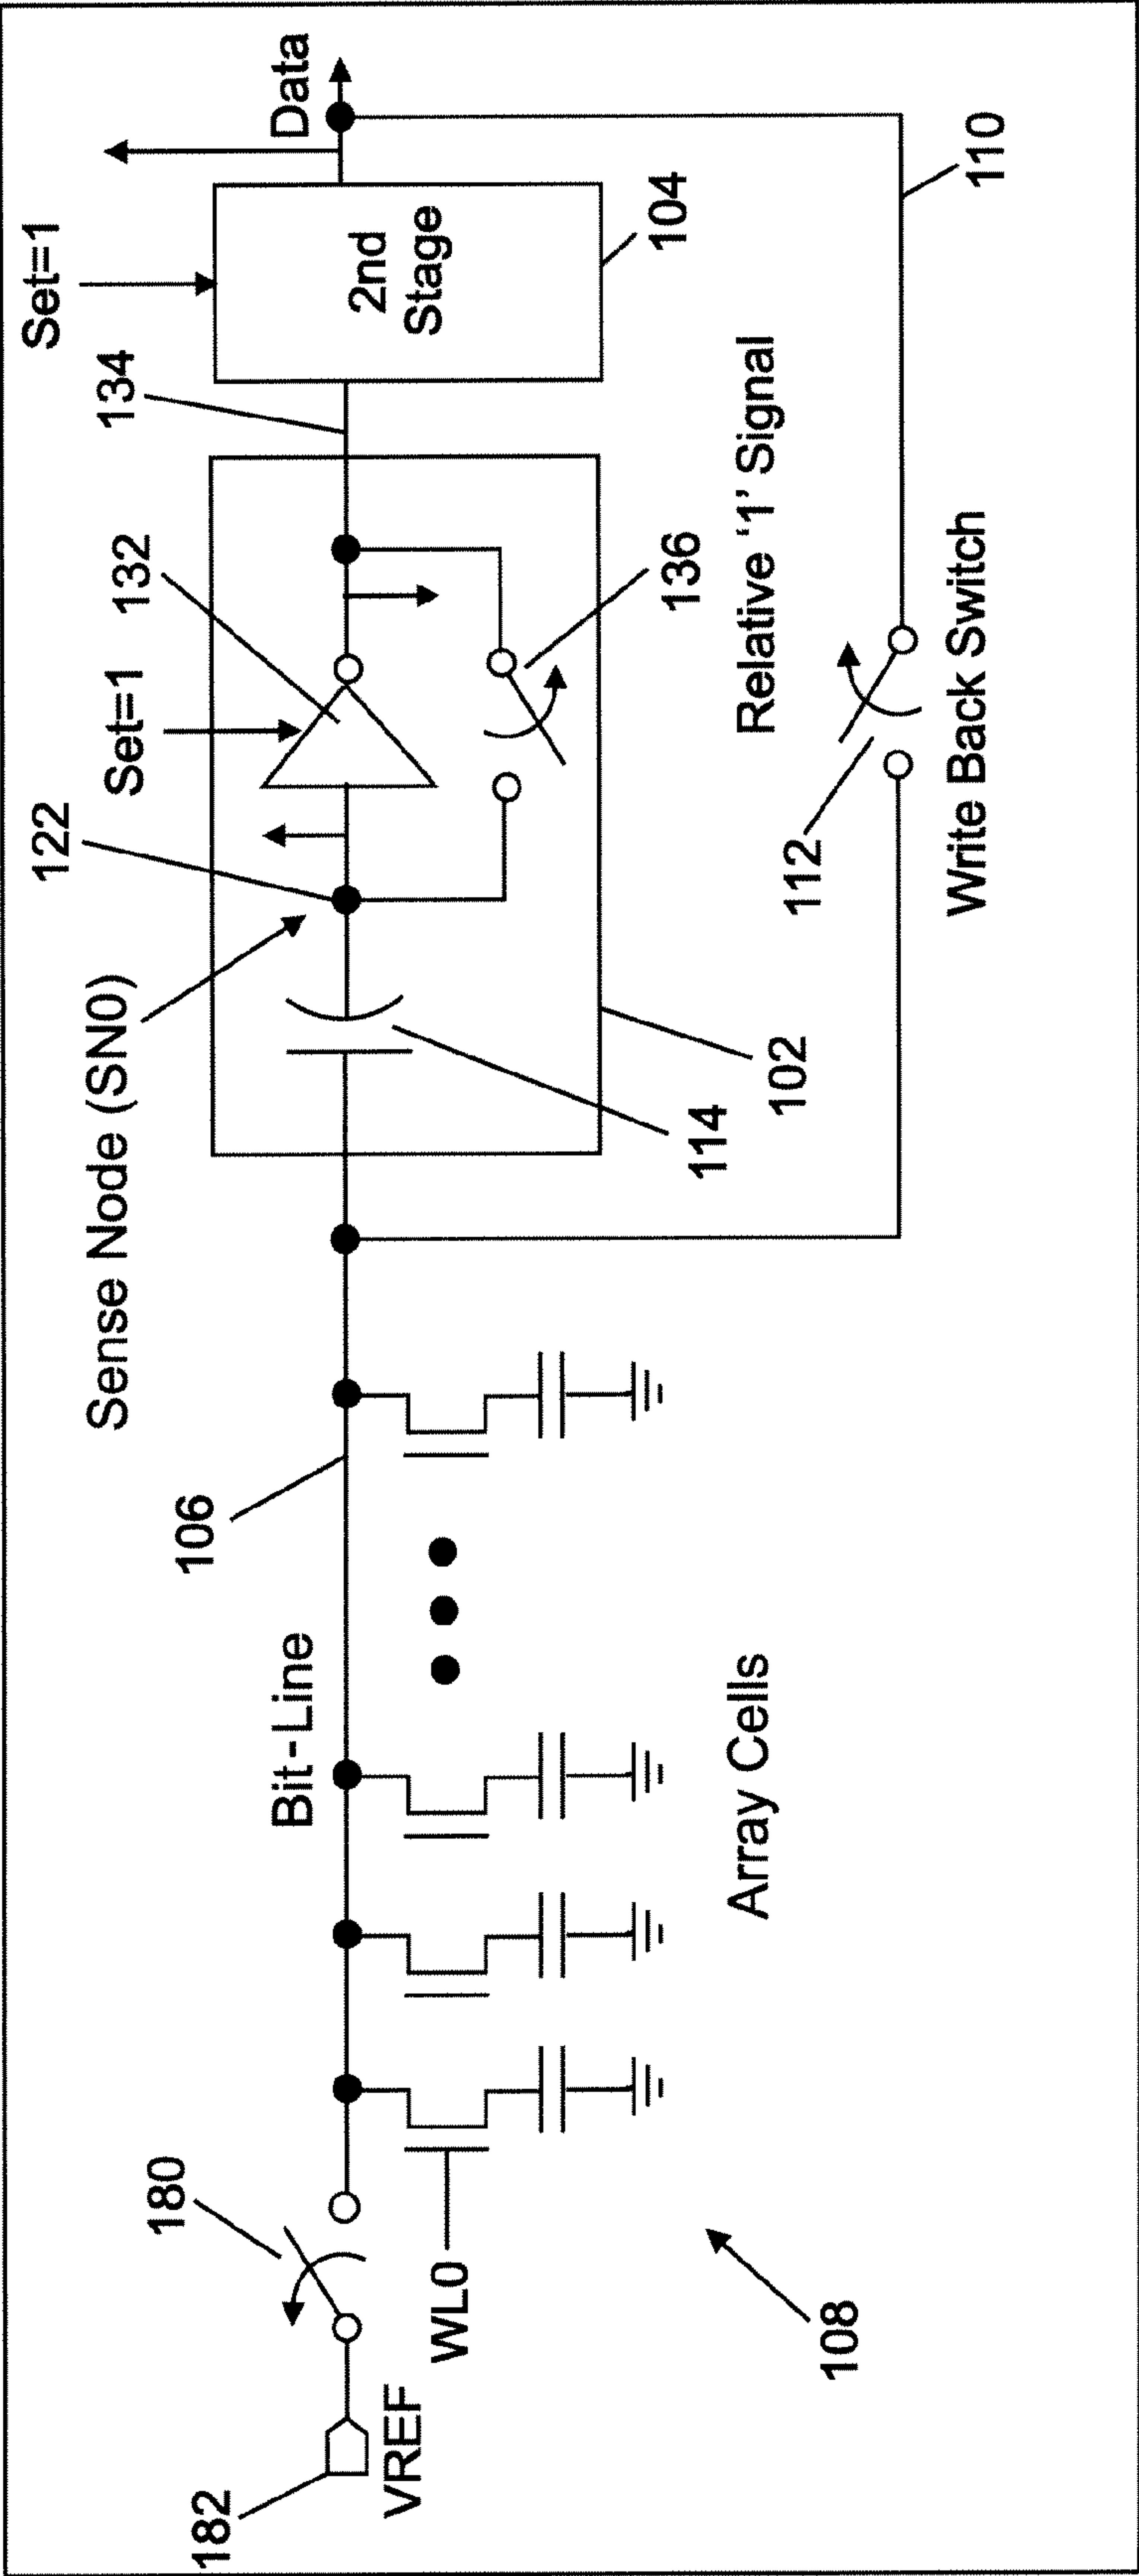 Set=1
Data
134
2nd
Stage
104
110
122
Set=1
132
136
Relative ‘1’ Signal
Sense Node (SN0)
102
114
112
Write Back Switch
106
Bit-Line
Array Cells
180
WL0
182
VREF
108